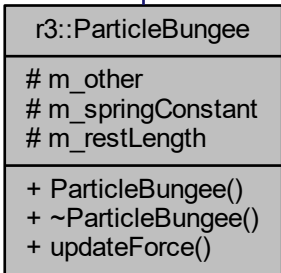 r3::ParticleBungee
# m_other
# m_springConstant
# m_restLength
+ ParticleBungee()
+ ~ParticleBungee()
+ updateForce()